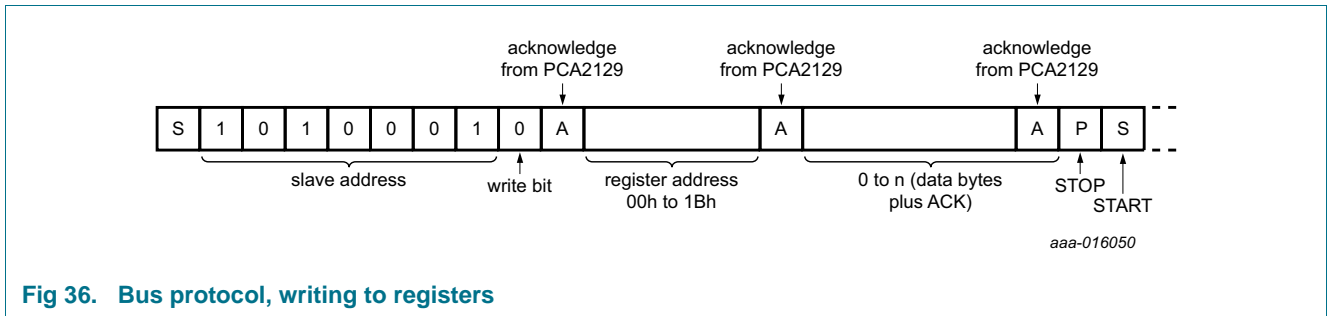 acknowledge
from PCA2129
acknowledge
from PCA2129
acknowledge
from PCA2129
S 1 0 1 0 0 0 1 0 A A A P S
slave address
write bit
register address
00h to 1Bh
0 to n (data bytes
plus ACK)
STOP
START
aaa-016050
Fig 36. Bus protocol, writing to registers